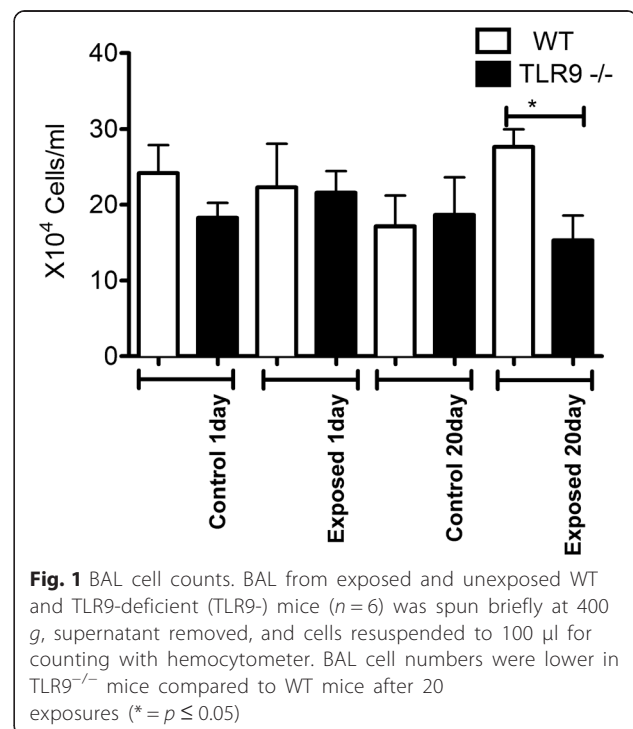 WT
TLR9 -/-
*
40
30
20
10
0
X10⁴ Cells/ml
Control 1day
Exposed 1day
Control 20day
Exposed 20day
Fig. 1 BAL cell counts. BAL from exposed and unexposed WT
and TLR9-deficient (TLR9-) mice (n = 6) was spun briefly at 400
g, supernatant removed, and cells resuspended to 100 μl for
counting with hemocytometer. BAL cell numbers were lower in
TLR9⁻/⁻ mice compared to WT mice after 20
exposures (* = p ≤ 0.05)